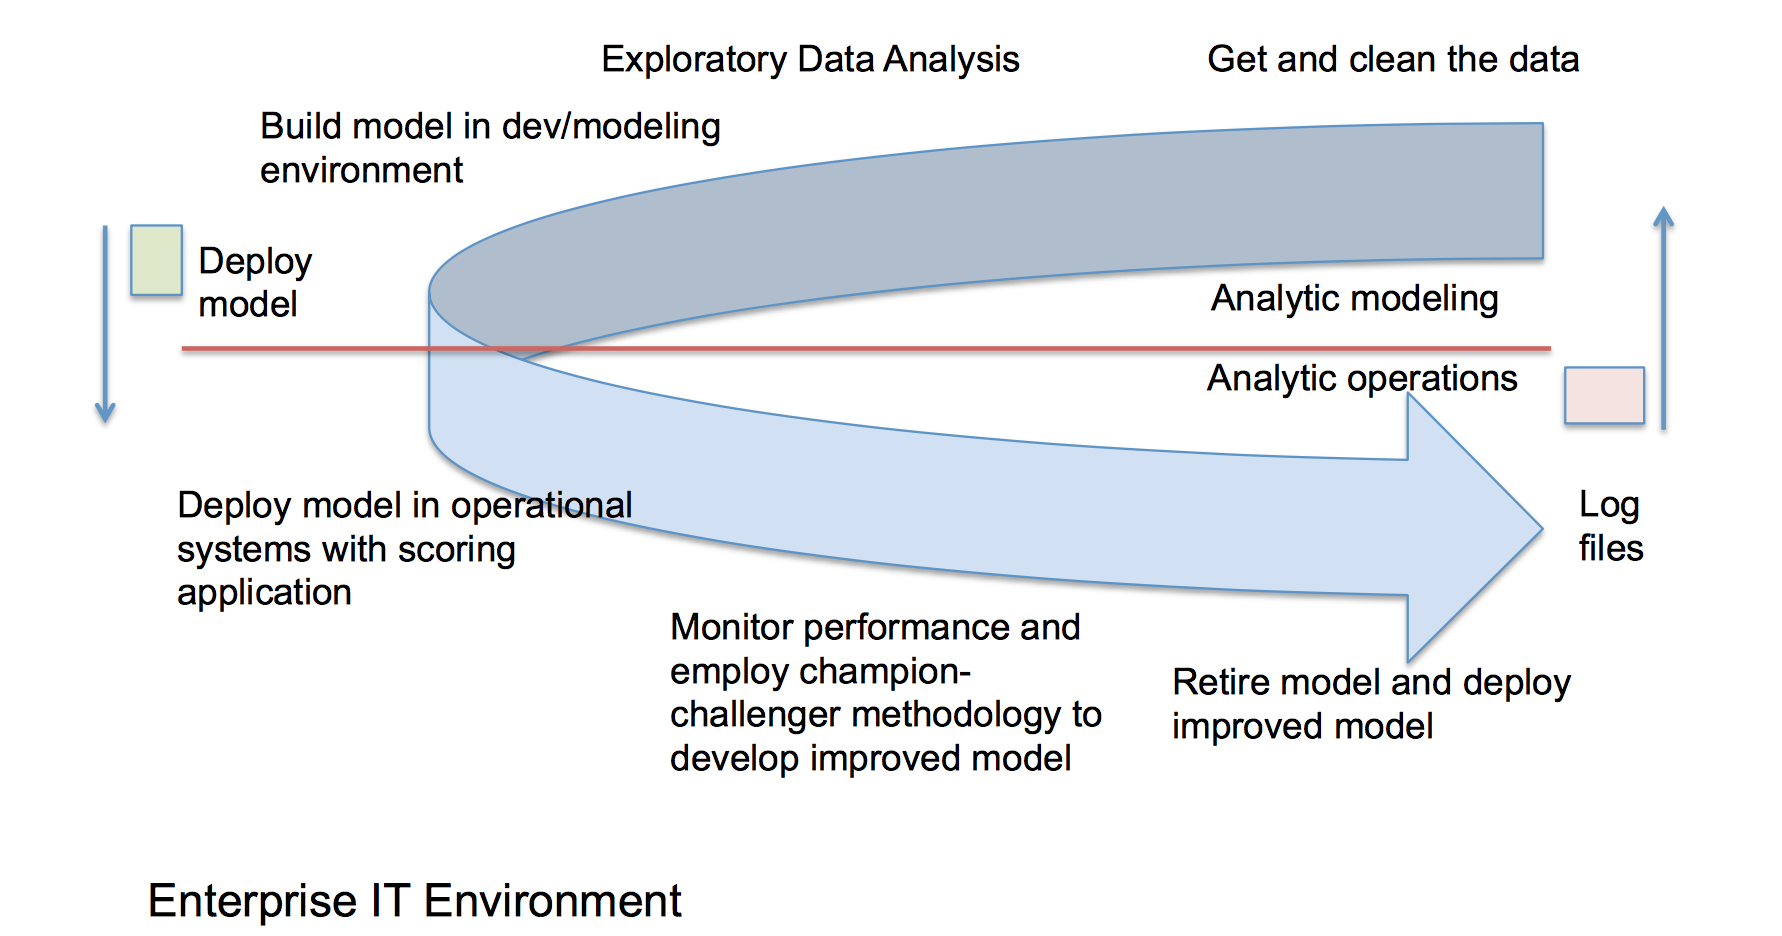 Exploratory Data Analysis
Get and clean the data
Build model in dev/modeling
environment
Deploy
model
Analytic modeling
Analytic operations
Deploy model in operational
systems with scoring
application
Log
files
Monitor performance and
employ champion-
challenger methodology to
develop improved model
Retire model and deploy
improved model
Enterprise IT Environment